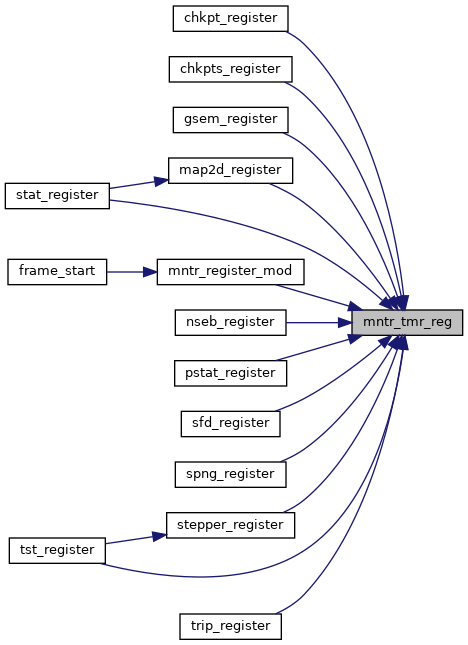 chkpt_register
chkpts_register
gsem_register
map2d_register
stat_register
frame_start
mntr_register_mod
nseb_register
mntr_tmr_reg
pstat_register
sfd_register
spng_register
stepper_register
tst_register
trip_register